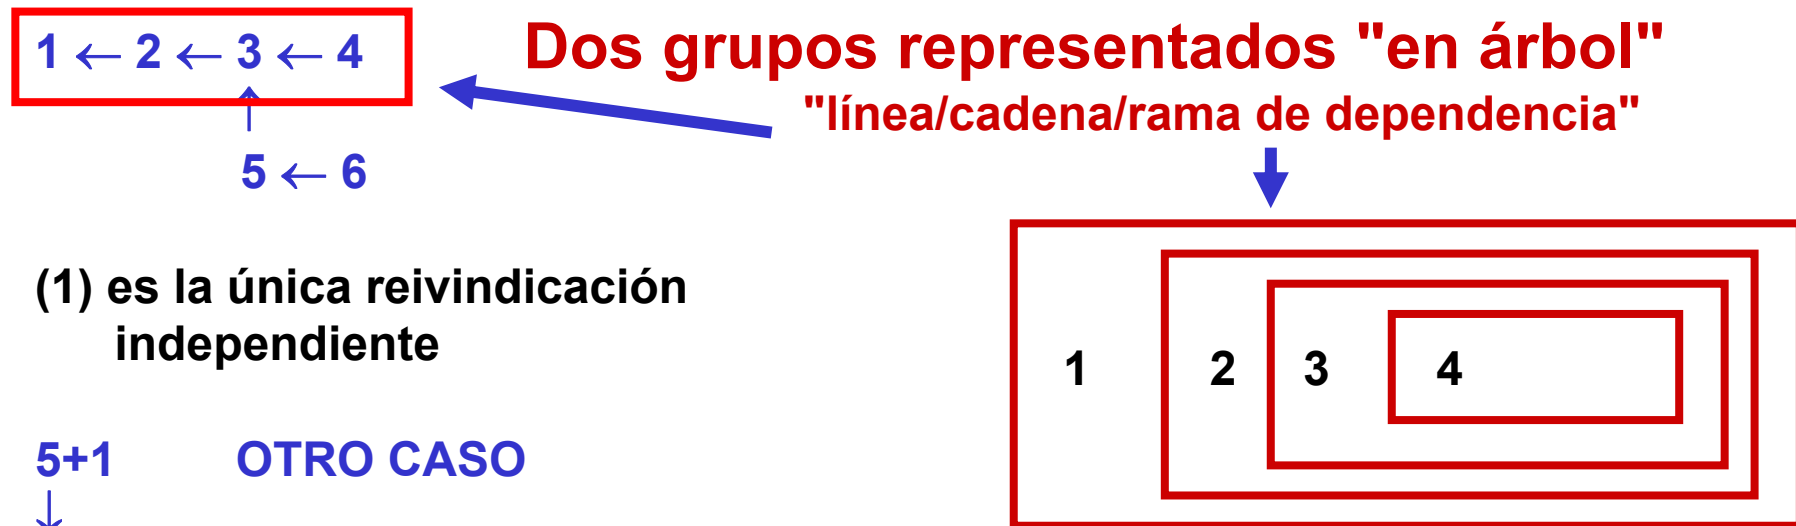 1 ← 2 ← 3 ← 4
↑
5 ← 6
Dos grupos representados "en árbol"
"línea/cadena/rama de dependencia"
(1) es la única reivindicación
independiente
1 2 3 4
5+1 OTRO CASO
↓